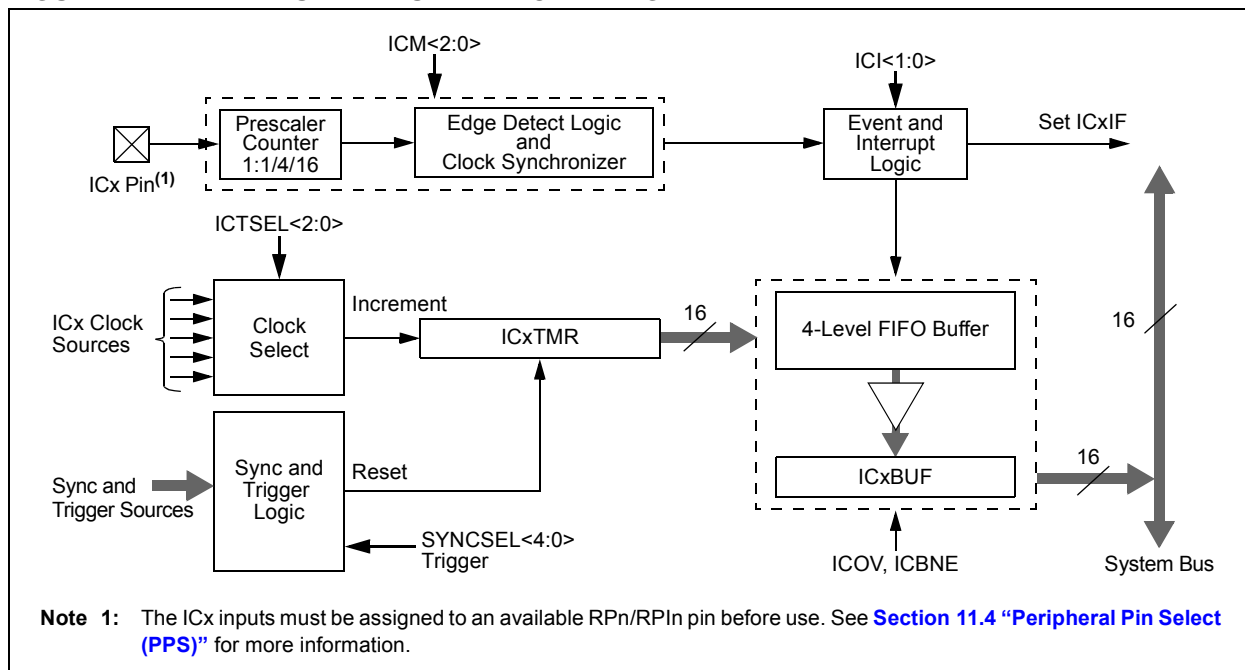 ICM<2:0>
ICI<1:0>
Prescaler
Counter
1:1/4/16
Edge Detect Logic
and
Clock Synchronizer
Event and
Interrupt
Logic
Set ICxIF
ICx Pin(1)
ICTSEL<2:0>
ICx Clock
Sources
Clock
Select
Increment
ICxTMR
16
4-Level FIFO Buffer
16
Sync and
Trigger Sources
Sync and
Trigger
Logic
Reset
ICxBUF
16
SYNCSEL<4:0>
Trigger
ICOV, ICBNE
System Bus
Note 1: The ICx inputs must be assigned to an available RPn/RPIn pin before use. See Section 11.4 “Peripheral Pin Select
(PPS)” for more information.